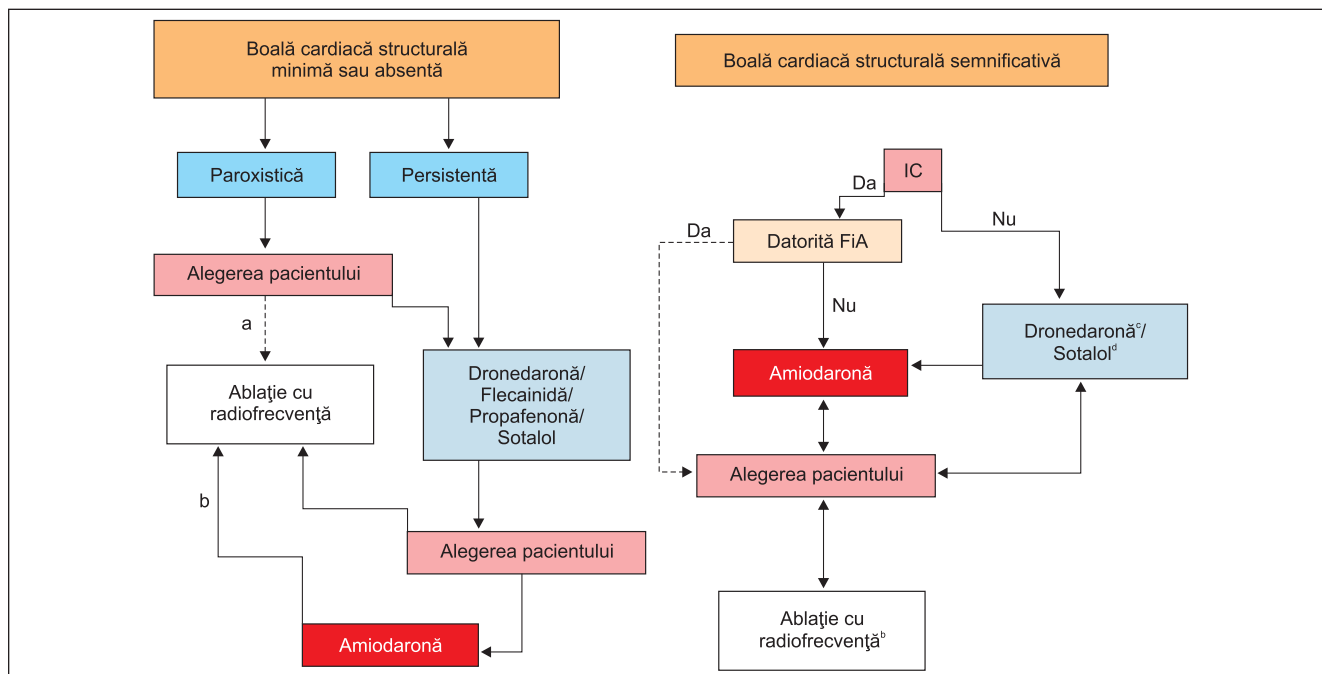 Boală cardiacă structurală
minimă sau absentă
Paroxistică
Persistentă
Alegerea pacientului
a
Ablaţie cu
radiofrecvenţă
Dronedaronă/
Flecainidă/
Propafenonă/
Sotalol
b
Alegerea pacientului
Amiodaronă
Boală cardiacă structurală semnificativă
IC
Da
Nu
Da
Datorită FiA
Nu
Dronedaronăᶜ/
Sotalolᵈ
Amiodaronă
Alegerea pacientului
Ablaţie cu
radiofrecvenţăᵇ